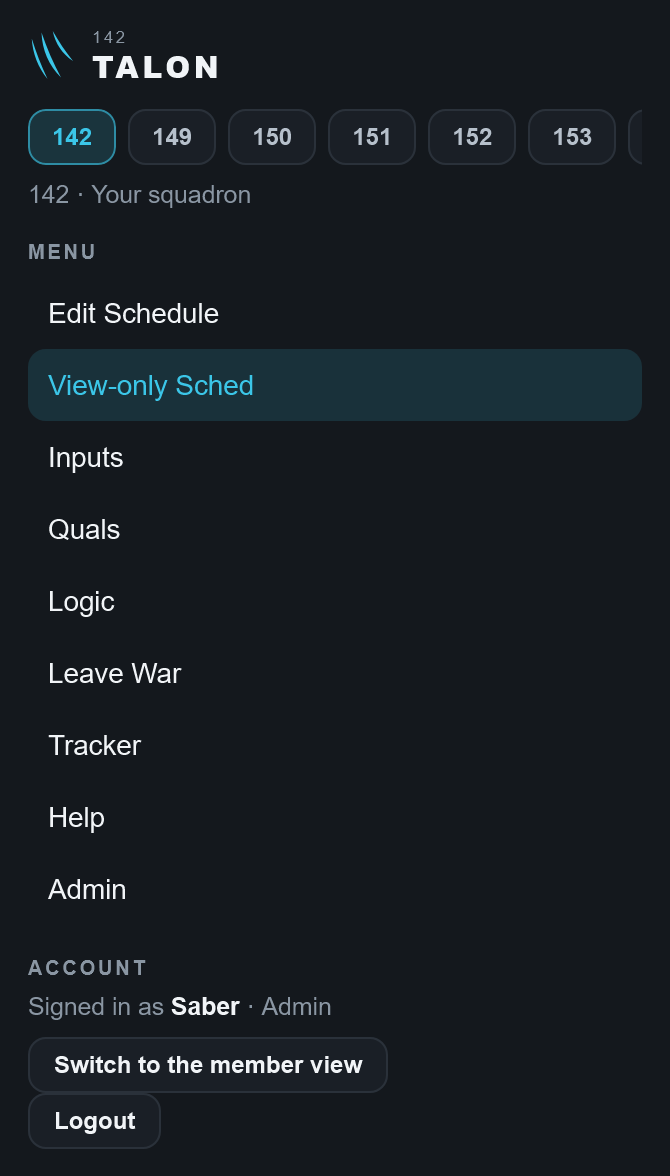 142
TALON
142 149 150 151 152 153
142 · Your squadron
MENU
Edit Schedule
View-only Sched
Inputs
Quals
Logic
Leave War
Tracker
Help
Admin
ACCOUNT
Signed in as Saber · Admin
Switch to the member view
Logout